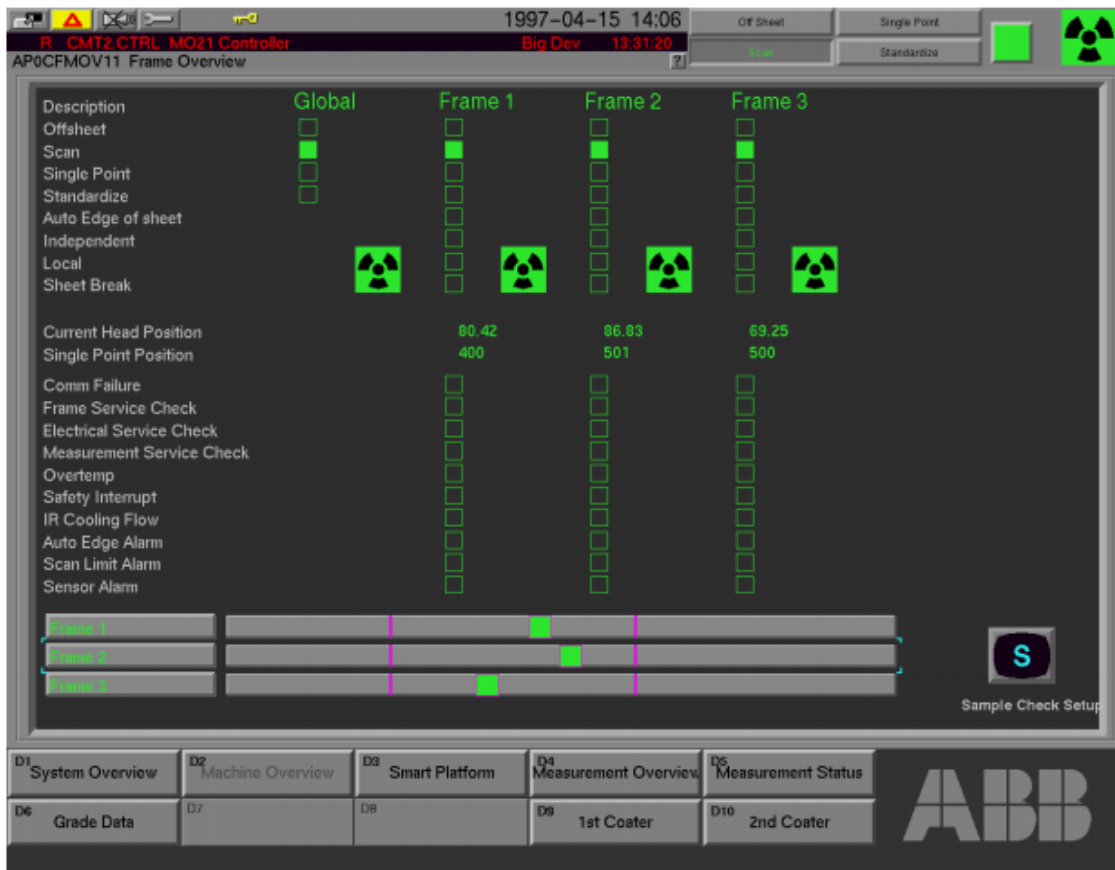 1997-04-15 14:06
Off Sheet
Single Point
R CMT2.CTRL MO21 Controller Big Dev 13:31:20
Scan
Standardize
AP0CFMOV11 Frame Overview ?
Description Global Frame 1 Frame 2 Frame 3
Offsheet
Scan
Single Point
Standardize
Auto Edge of sheet
Independent
Local
Sheet Break
Current Head Position 80.42 86.83 69.25
Single Point Position 400 501 500
Comm Failure
Frame Service Check
Electrical Service Check
Measurement Service Check
Overtemp
Safety Interrupt
IR Cooling Flow
Auto Edge Alarm
Scan Limit Alarm
Sensor Alarm
Frame 1
Frame 2
Frame 3
S
Sample Check Setup
D1 System Overview
D2 Machine Overview
D3 Smart Platform
D4 Measurement Overview
D5 Measurement Status
D6 Grade Data
D7
D8
D9 1st Coater
D10 2nd Coater
ABB